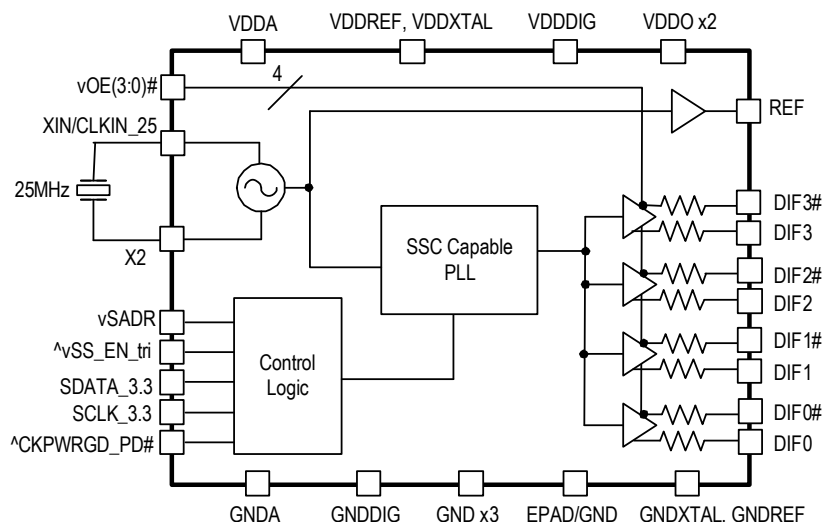 VDDA
VDDREF, VDDXTAL
VDDDIG
VDDO x2
vOE(3:0)#
4
REF
XIN/CLKIN_25
25MHz
X2
SSC Capable
PLL
DIF3#
DIF3
DIF2#
DIF2
DIF1#
DIF1
DIF0#
DIF0
vSADR
^vSS_EN_tri
SDATA_3.3
SCLK_3.3
^CKPWRGD_PD#
Control
Logic
GNDA
GNDDIG
GND x3
EPAD/GND
GNDXTAL, GNDREF